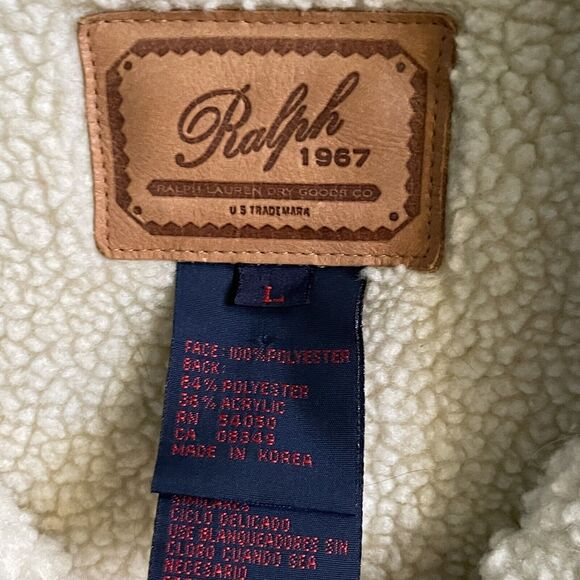 Ralph
1967
RALPH LAUREN DRY GOODS CO
U S TRADEMARK
L
FACE: 100% POLYESTER
BACK:
64% POLYESTER
36% ACRYLIC
RN 54050
CA 08349
MADE IN KOREA
SIMILARES
CICLO DELICADO
USE BLANQUEADORES SIN
CLORO CUANDO SEA
NECESARIO